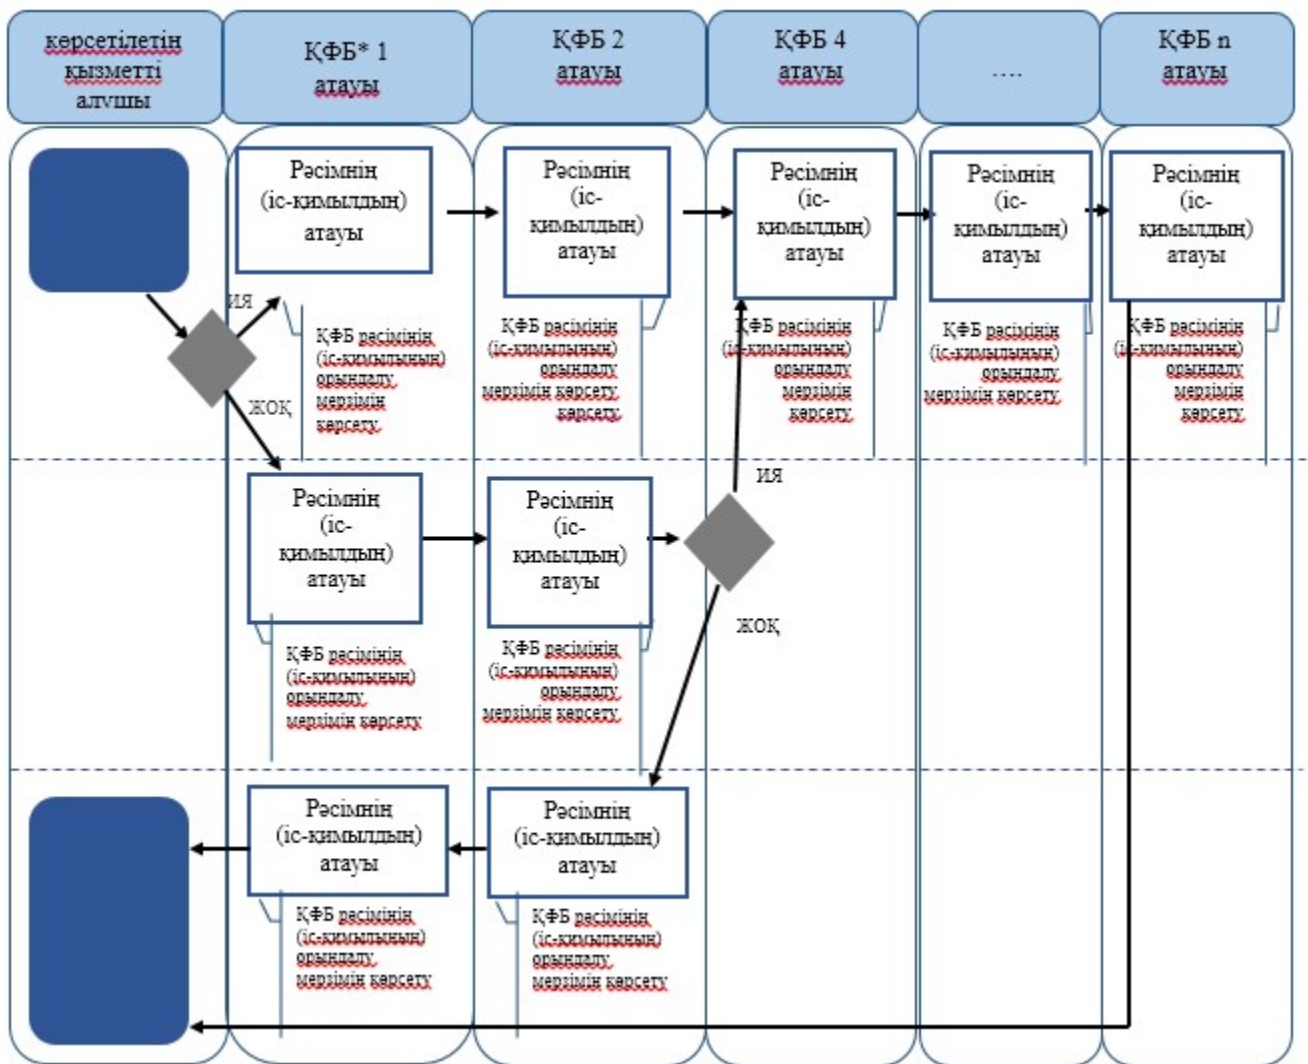 көрсетілетін
қызметті
алушы
ҚФБ* 1
атауы
ҚФБ 2
атауы
ҚФБ 4
атауы
….
ҚФБ n
атауы
Рәсімнің
(іс-қимылдың)
атауы
Рәсімнің
(іс-
қимылдың)
атауы
Рәсімнің
(іс-
қимылдың)
атауы
Рәсімнің
(іс-
қимылдың)
атауы
Рәсімнің
(іс-
қимылдың)
атауы
ИЯ
ЖОҚ
ҚФБ рәсімінің
(іс-қимылының)
орындалу
мерзімін
көрсету
ҚФБ рәсімінің
(іс-қимылының)
орындалу
мерзімін көрсету
көрсету
ҚФБ рәсімінің
(іс-қимылының)
орындалу
мерзімін
көрсету
ҚФБ рәсімінің
(іс-қимылының)
орындалу
мерзімін көрсету
ҚФБ рәсімінің
(іс-қимылының)
орындалу
мерзімін
көрсету
Рәсімнің
(іс-
қимылдың)
атауы
Рәсімнің
(іс-
қимылдың)
атауы
ИЯ
ЖОҚ
ҚФБ рәсімінің
(іс-қимылының)
орындалу
мерзімін көрсету
ҚФБ рәсімінің
(іс-қимылының)
орындалу
мерзімін көрсету
Рәсімнің
(іс-қимылдың)
атауы
Рәсімнің
(іс-қимылдың)
атауы
ҚФБ рәсімінің
(іс-қимылының)
орындалу
мерзімін көрсету
ҚФБ рәсімінің
(іс-қимылының)
орындалу
мерзімін көрсету